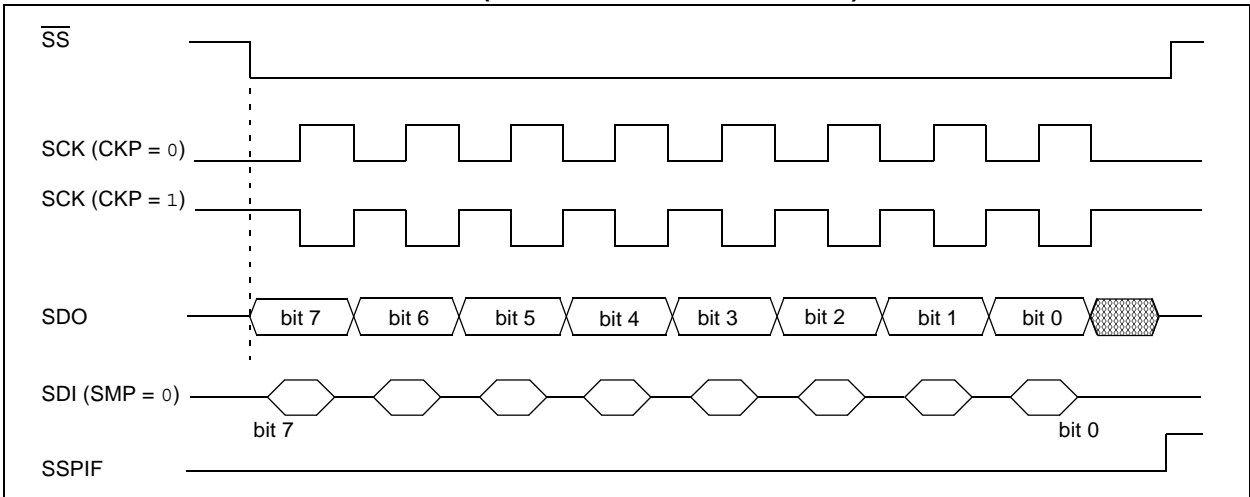 SS
SCK (CKP = 0)
SCK (CKP = 1)
SDO bit 7 bit 6 bit 5 bit 4 bit 3 bit 2 bit 1 bit 0
SDI (SMP = 0)
bit 7 bit 0
SSPIF